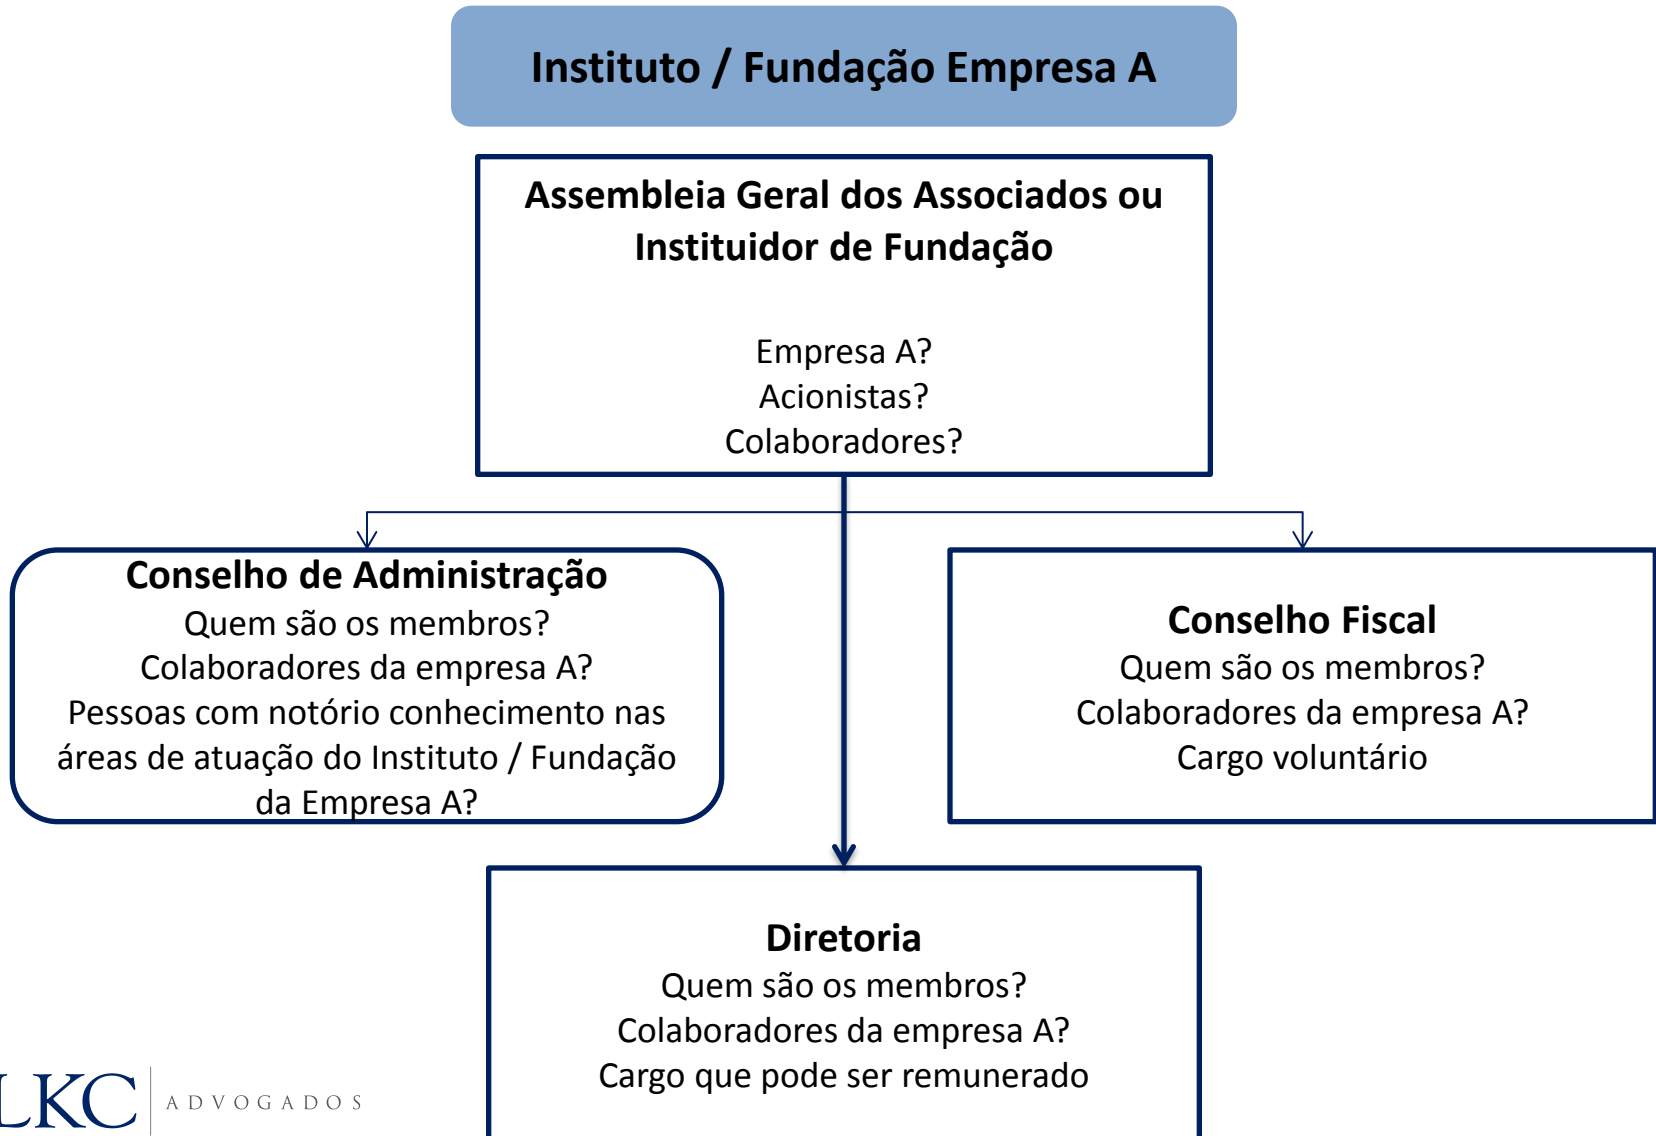 Instituto / Fundação Empresa A
Assembleia Geral dos Associados ou
Instituidor de Fundação
Empresa A?
Acionistas?
Colaboradores?
Conselho de Administração
Quem são os membros?
Colaboradores da empresa A?
Pessoas com notório conhecimento nas
áreas de atuação do Instituto / Fundação
da Empresa A?
Conselho Fiscal
Quem são os membros?
Colaboradores da empresa A?
Cargo voluntário
Diretoria
Quem são os membros?
Colaboradores da empresa A?
Cargo que pode ser remunerado
LKC ADVOGADOS